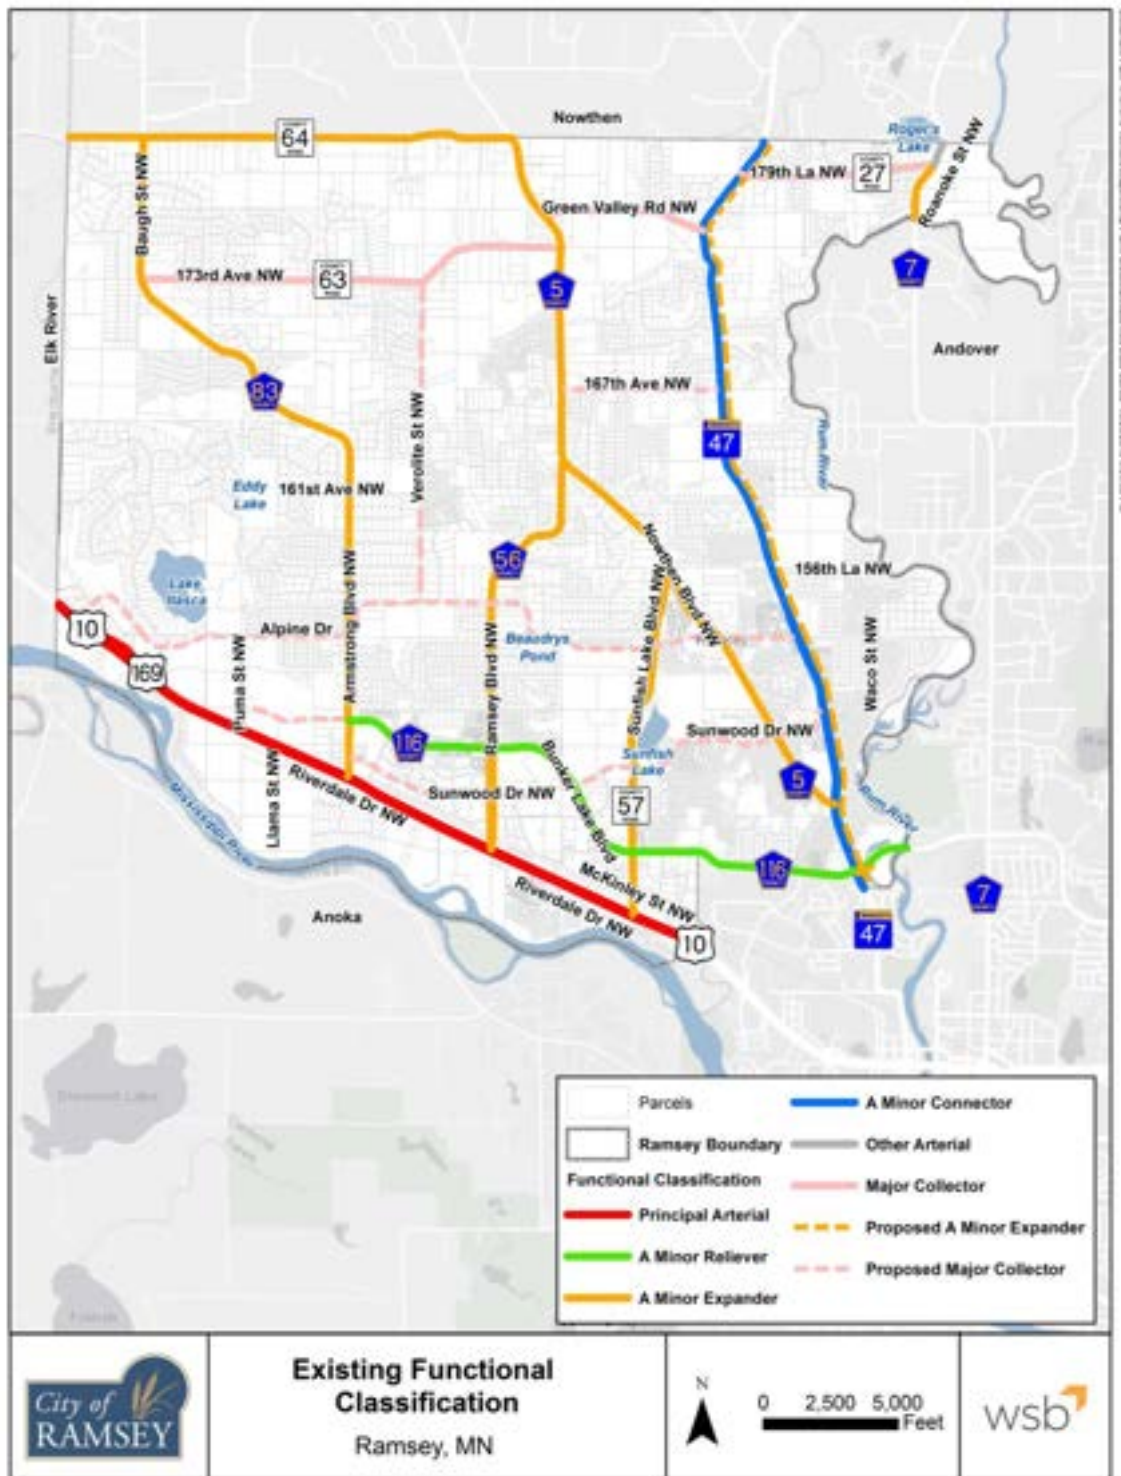 Nowthen
Roger's
Lake
COUNTY
64
179th La NW
27
Roanoke St NW
Baugh St NW
Green Valley Rd NW
173rd Ave NW
COUNTY
63
5
7
Elk River
Andover
83
167th Ave NW
Verolite St NW
47
Rum River
Eddy
Lake
161st Ave NW
56
Nowthen Blvd NW
156th La NW
Lake
Itasca
Armstrong Blvd NW
Sunfish Lake Blvd NW
10
Alpine Dr
Beaudrys
Pond
Waco St NW
169
Puma St NW
Ramsey Blvd NW
116
Sunwood Dr NW
Sunfish
Lake
Bunker Lake Blvd
5
Llama St NW
Riverdale Dr NW
Sunwood Dr NW
COUNTY
57
Rum River
Mississippi River
McKinley St NW
116
7
Riverdale Dr NW
Anoka
10
47
Parcels
Ramsey Boundary
Functional Classification
Principal Arterial
A Minor Reliever
A Minor Expander
A Minor Connector
Other Arterial
Major Collector
Proposed A Minor Expander
Proposed Major Collector
City of
RAMSEY
Existing Functional
Classification
Ramsey, MN
N
0 2,500 5,000
Feet
wsb